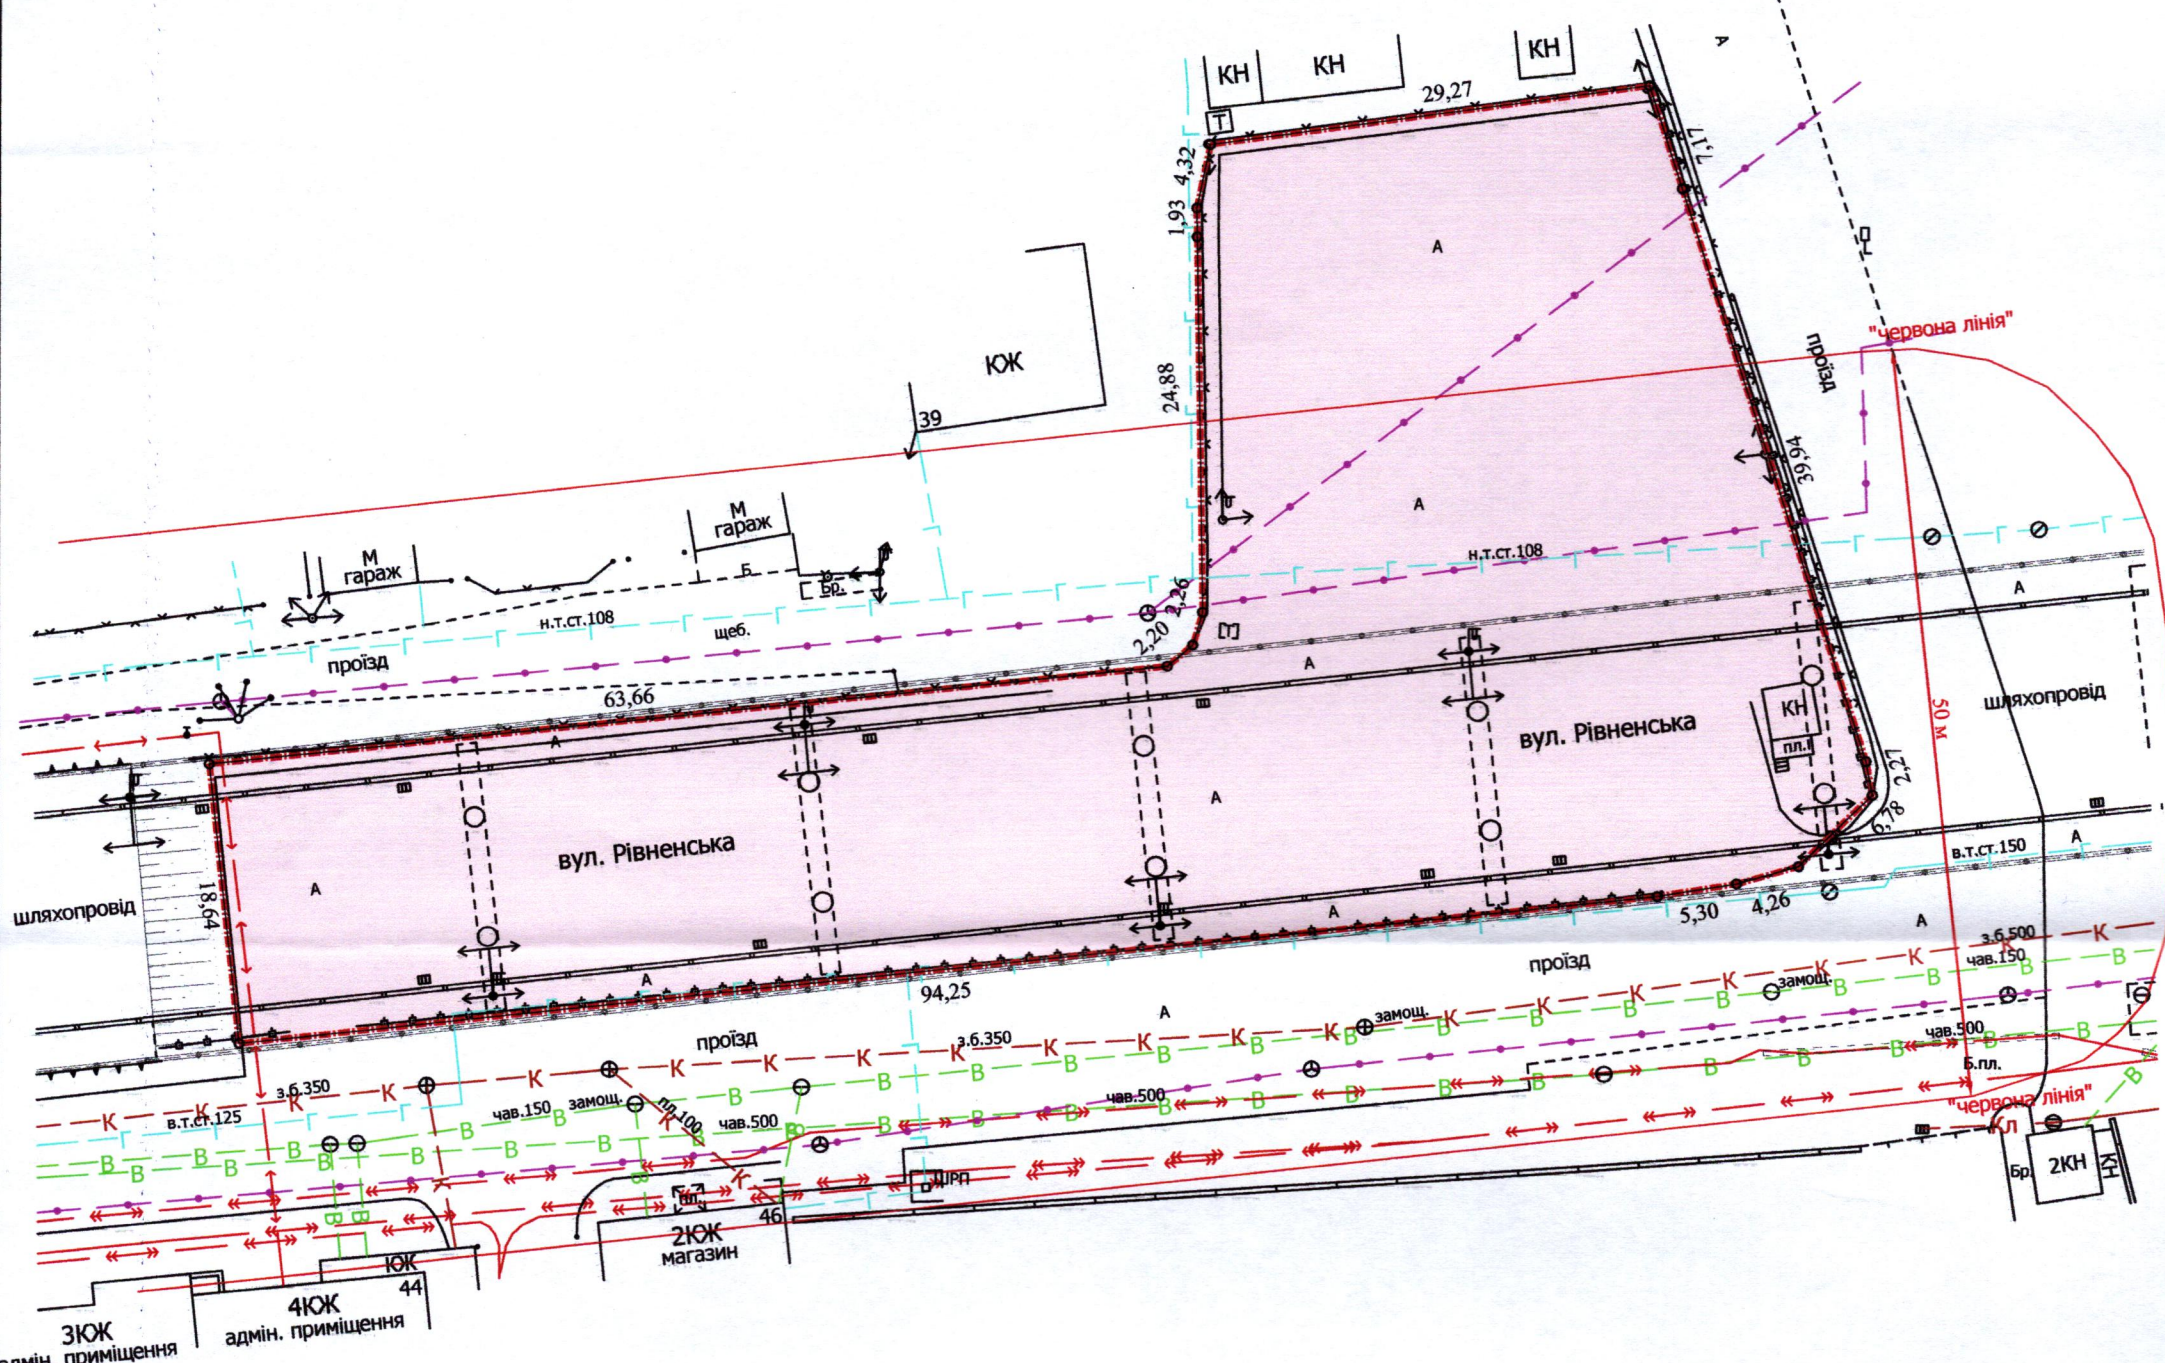 А
КН
КН
КН
29,27
Т
4,32
7,17
1,93
А
"червона лінія"
проїзд
КЖ
24,88
39
39,94
М
гараж
М
гараж
А
н.т.ст.108
Б
Бр.
2,26
н.т.ст.108
щеб.
2,20
[Т]
А
А
проїзд
63,66
А
шляхопровід
50 м
КН
вул. Рівненська
пл.
2,27
А
6,78
вул. Рівненська
А
в.т.ст.150
А
18,64
шляхопровід
А
5,30
4,26
А
з.б.500
К
чав.150
проїзд
94,25
А
замощ.
А
замощ.
чав.500
проїзд
з.б.350
Б.пл.
з.б.350
чав.150
замощ.
пл.100
чав.500
чав.500
"червона лінія"
Кл
в.т.ст.125
К
К
К
К
К
К
К
К
В
В
В
В
В
В
Бр.
2КН
КН
ШРП
пл.
46
2КЖ
магазин
КЖ
44
4КЖ
адмін. приміщення
3КЖ
адмін. приміщення